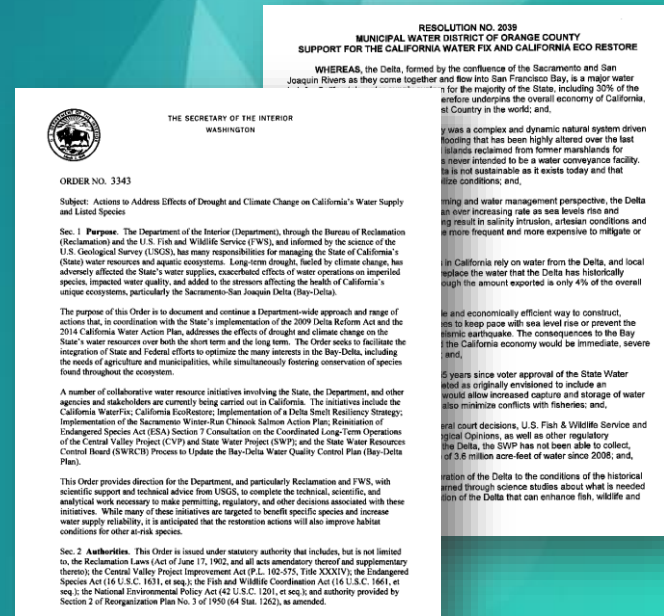 RESOLUTION NO. 2039
MUNICIPAL WATER DISTRICT OF ORANGE COUNTY
SUPPORT FOR THE CALIFORNIA WATER FIX AND CALIFORNIA ECO RESTORE
WHEREAS, the Delta, formed by the confluence of the Sacramento and San
Joaquin Rivers as they come together and flow into San Francisco Bay, is a major water
for the majority of the State, including 30% of the
erefore underpins the overall economy of California,
st Country in the world; and,
y was a complex and dynamic natural system driven
flooding that has been highly altered over the last
islands reclaimed from former marshlands for
s never intended to be a water conveyance facility.
ta is not sustainable as it exists today and that
ilize conditions; and,
ming and water management perspective, the Delta
an ever increasing rate as sea levels rise and
ng result in salinity intrusion, artesian conditions and
e more frequent and more expensive to mitigate or
in California rely on water from the Delta, and local
replace the water that the Delta has historically
ough the amount exported is only 4% of the overall
le and economically efficient way to construct,
es to keep pace with sea level rise or prevent the
eismic earthquake. The consequences to the Bay
the California economy would be immediate, severe
and,
5 years since voter approval of the State Water
eted as originally envisioned to include an
would allow increased capture and storage of water
also minimize conflicts with fisheries; and,
eral court decisions, U.S. Fish & Wildlife Service and
ogical Opinions, as well as other regulatory
the Delta, the SWP has not been able to collect,
of 3.6 million acre-feet of water since 2008; and,
ration of the Delta to the conditions of the historical
arned through science studies about what is needed
tion of the Delta that can enhance fish, wildlife and
THE SECRETARY OF THE INTERIOR
WASHINGTON
ORDER NO. 3343
Subject: Actions to Address Effects of Drought and Climate Change on California's Water Supply
and Listed Species
Sec. 1 Purpose. The Department of the Interior (Department), through the Bureau of Reclamation
(Reclamation) and the U.S. Fish and Wildlife Service (FWS), and informed by the science of the
U.S. Geological Survey (USGS), has many responsibilities for managing the State of California's
(State) water resources and aquatic ecosystems. Long-term drought, fueled by climate change, has
adversely affected the State's water supplies, exacerbated effects of water operations on imperiled
species, impacted water quality, and added to the stressors affecting the health of California's
unique ecosystems, particularly the Sacramento-San Joaquin Delta (Bay-Delta).
The purpose of this Order is to document and continue a Department-wide approach and range of
actions that, in coordination with the State's implementation of the 2009 Delta Reform Act and the
2014 California Water Action Plan, addresses the effects of drought and climate change on the
State's water resources over both the short term and the long term. The Order seeks to facilitate the
integration of State and Federal efforts to optimize the many interests in the Bay-Delta, including
the needs of agriculture and municipalities, while simultaneously fostering conservation of species
found throughout the ecosystem.
A number of collaborative water resource initiatives involving the State, the Department, and other
agencies and stakeholders are currently being carried out in California. The initiatives include the
California WaterFix; California EcoRestore; Implementation of a Delta Smelt Resiliency Strategy;
Implementation of the Sacramento Winter-Run Chinook Salmon Action Plan; Reinitiation of
Endangered Species Act (ESA) Section 7 Consultation on the Coordinated Long-Term Operations
of the Central Valley Project (CVP) and State Water Project (SWP); and the State Water Resources
Control Board (SWRCB) Process to Update the Bay-Delta Water Quality Control Plan (Bay-Delta
Plan).
This Order provides direction for the Department, and particularly Reclamation and FWS, with
scientific support and technical advice from USGS, to complete the technical, scientific, and
analytical work necessary to make permitting, regulatory, and other decisions associated with these
initiatives. While many of these initiatives are targeted to benefit specific species and increase
water supply reliability, it is anticipated that the restoration actions will also improve habitat
conditions for other at-risk species.
Sec. 2 Authorities. This Order is issued under statutory authority that includes, but is not limited
to, the Reclamation Laws (Act of June 17, 1902, and all acts amendatory thereof and supplementary
thereto); the Central Valley Project Improvement Act (P.L. 102-575, Title XXXIV); the Endangered
Species Act (16 U.S.C. 1631, et seq.); the Fish and Wildlife Coordination Act (16 U.S.C. 1661, et
seq.); the National Environmental Policy Act (42 U.S.C. 1201, et seq.); and authority provided by
Section 2 of Reorganization Plan No. 3 of 1950 (64 Stat. 1262), as amended.